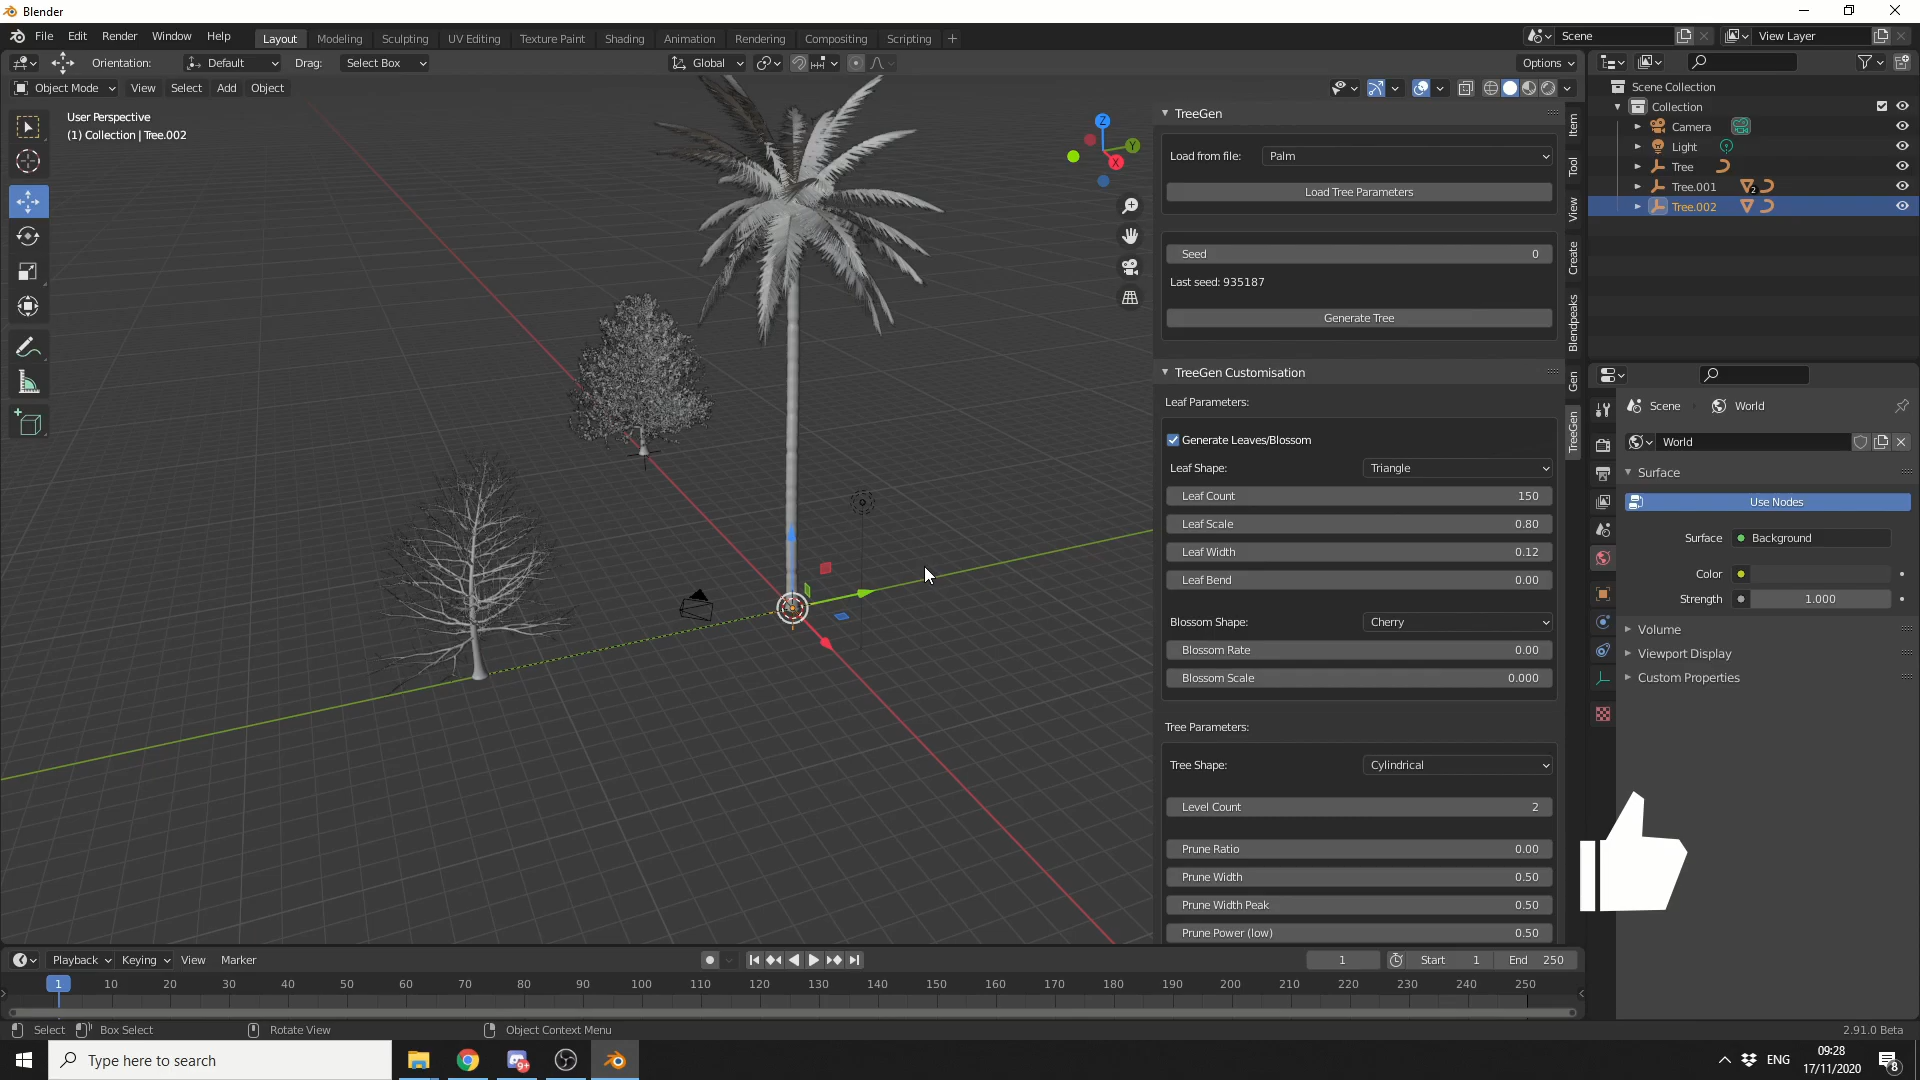 Blender
File Edit Render Window Help
Layout Modeling Sculpting UV Editing Texture Paint Shading Animation Rendering Compositing Scripting +
Scene
View Layer
Orientation: Default Drag: Select Box
Global
Options
Object Mode View Select Add Object
User Perspective
(1) Collection | Tree.002
Z
Y
X
TreeGen
Load from file: Palm
Load Tree Parameters
Seed 0
Last seed: 935187
Generate Tree
TreeGen Customisation
Leaf Parameters:
Generate Leaves/Blossom
Leaf Shape: Triangle
Leaf Count 150
Leaf Scale 0.80
Leaf Width 0.12
Leaf Bend 0.00
Blossom Shape: Cherry
Blossom Rate 0.00
Blossom Scale 0.000
Tree Parameters:
Tree Shape: Cylindrical
Level Count 2
Prune Ratio 0.00
Prune Width 0.50
Prune Width Peak 0.50
Prune Power (low) 0.50
Item
Tool
View
Create
Blendpeaks
Gen
TreeGen
Scene Collection
Collection
Camera
Light
Tree
Tree.001 2
Tree.002
Scene World
World
Surface
Use Nodes
Surface Background
Color
Strength 1.000
Volume
Viewport Display
Custom Properties
Playback Keying View Marker
1 Start 1 End 250
1 10 20 30 40 50 60 70 80 90 100 110 120 130 140 150 160 170 180 190 200 210 220 230 240 250
Select Box Select Rotate View Object Context Menu
2.91.0 Beta
Type here to search
9+
ENG
09:28
17/11/2020
8